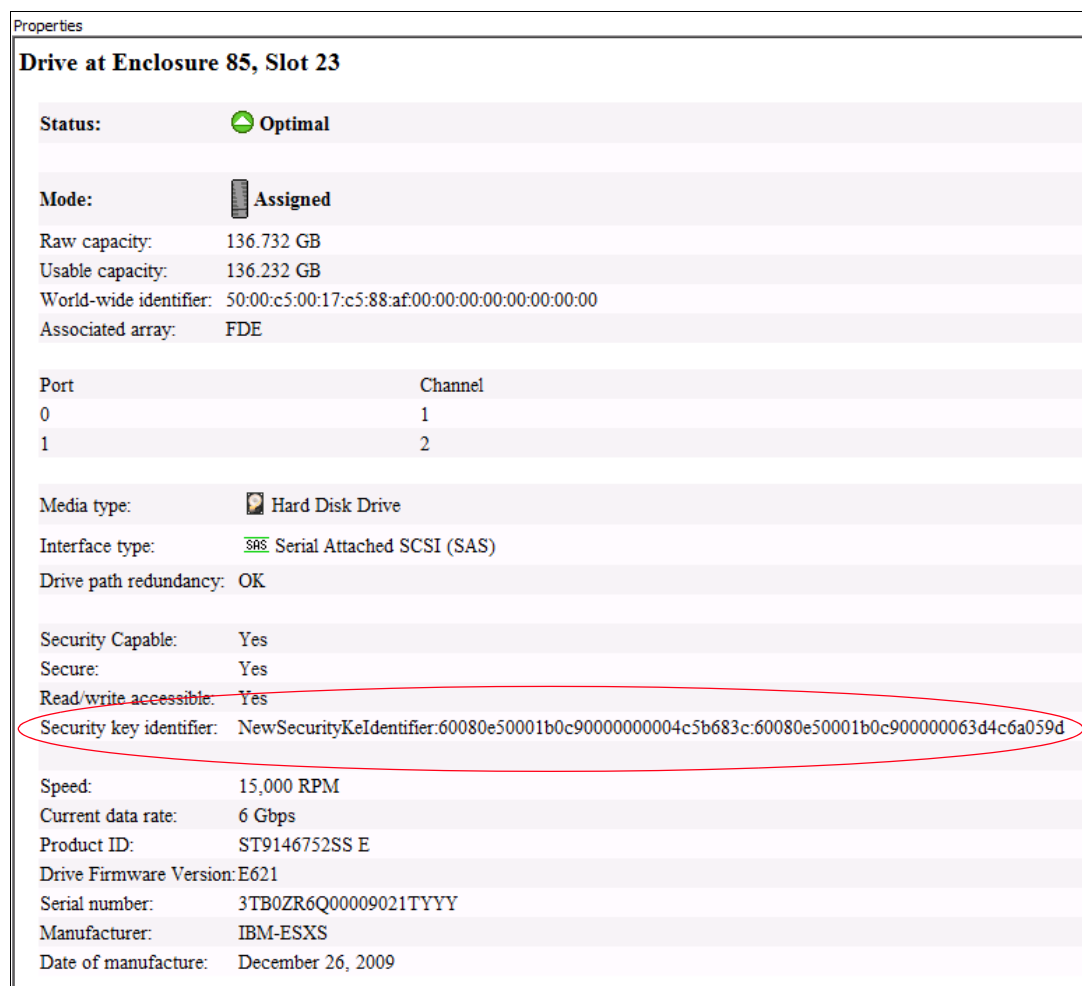 Properties
Drive at Enclosure 85, Slot 23
Status: Optimal
Mode: Assigned
Raw capacity: 136.732 GB
Usable capacity: 136.232 GB
World-wide identifier: 50:00:c5:00:17:c5:88:af:00:00:00:00:00:00:00:00
Associated array: FDE
Port Channel
0 1
1 2
Media type: Hard Disk Drive
Interface type: SAS Serial Attached SCSI (SAS)
Drive path redundancy: OK
Security Capable: Yes
Secure: Yes
Read/write accessible: Yes
Security key identifier: NewSecurityKeIdentifier:60080e50001b0c90000000004c5b683c:60080e50001b0c900000063d4c6a059d
Speed: 15,000 RPM
Current data rate: 6 Gbps
Product ID: ST9146752SS E
Drive Firmware Version: E621
Serial number: 3TB0ZR6Q00009021TYYY
Manufacturer: IBM-ESXS
Date of manufacture: December 26, 2009